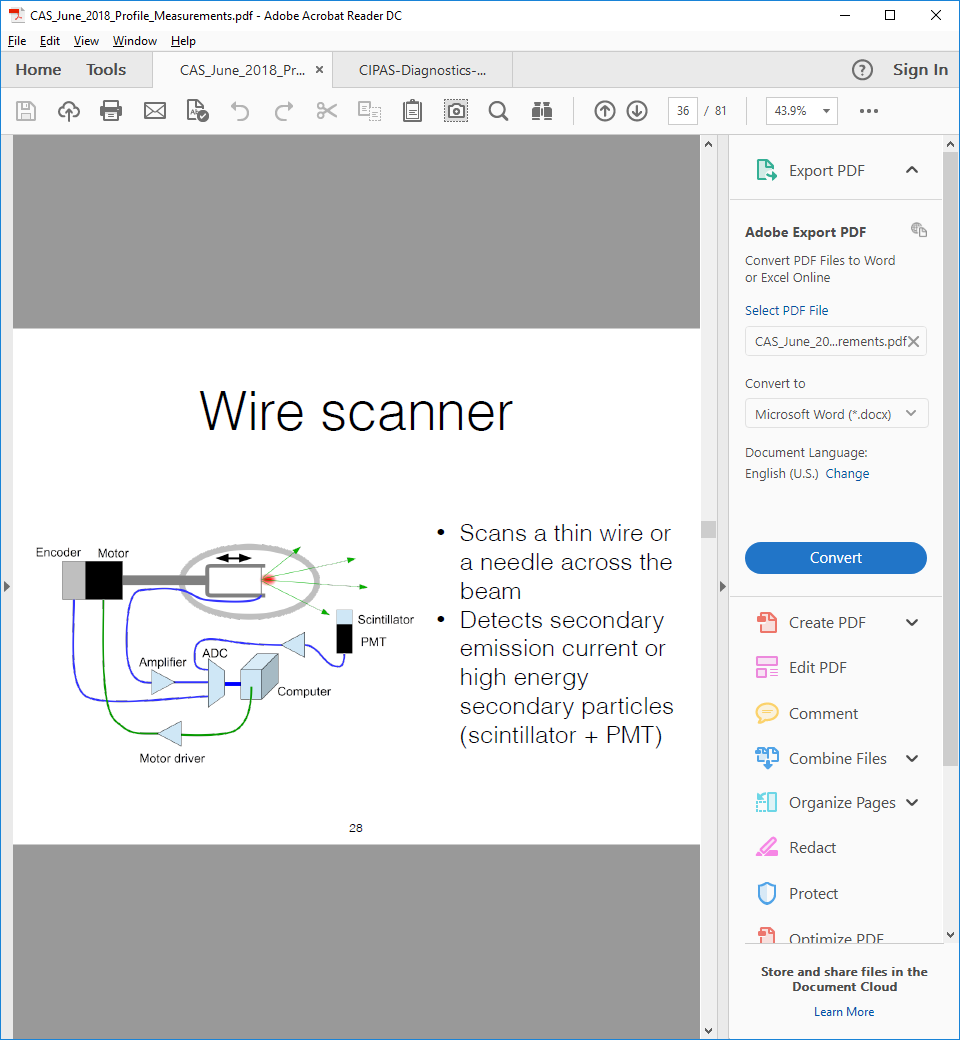 CAS_June_2018_Profile_Measurements.pdf - Adobe Acrobat Reader DC
File Edit View Window Help
Home Tools CAS_June_2018_Pr... × CIPAS-Diagnostics-... ? Sign In
36 / 81 43.9%
Wire scanner
Encoder Motor
Scintillator
PMT
Amplifier
ADC
Computer
Motor driver
• Scans a thin wire or
a needle across the
beam
• Detects secondary
emission current or
high energy
secondary particles
(scintillator + PMT)
28
Export PDF
Adobe Export PDF
Convert PDF Files to Word
or Excel Online
Select PDF File
CAS_June_20...rements.pdf
Convert to
Microsoft Word (*.docx)
Document Language:
English (U.S.) Change
Convert
Create PDF
Edit PDF
Comment
Combine Files
Organize Pages
Redact
Protect
Optimize PDF
Store and share files in the
Document Cloud
Learn More